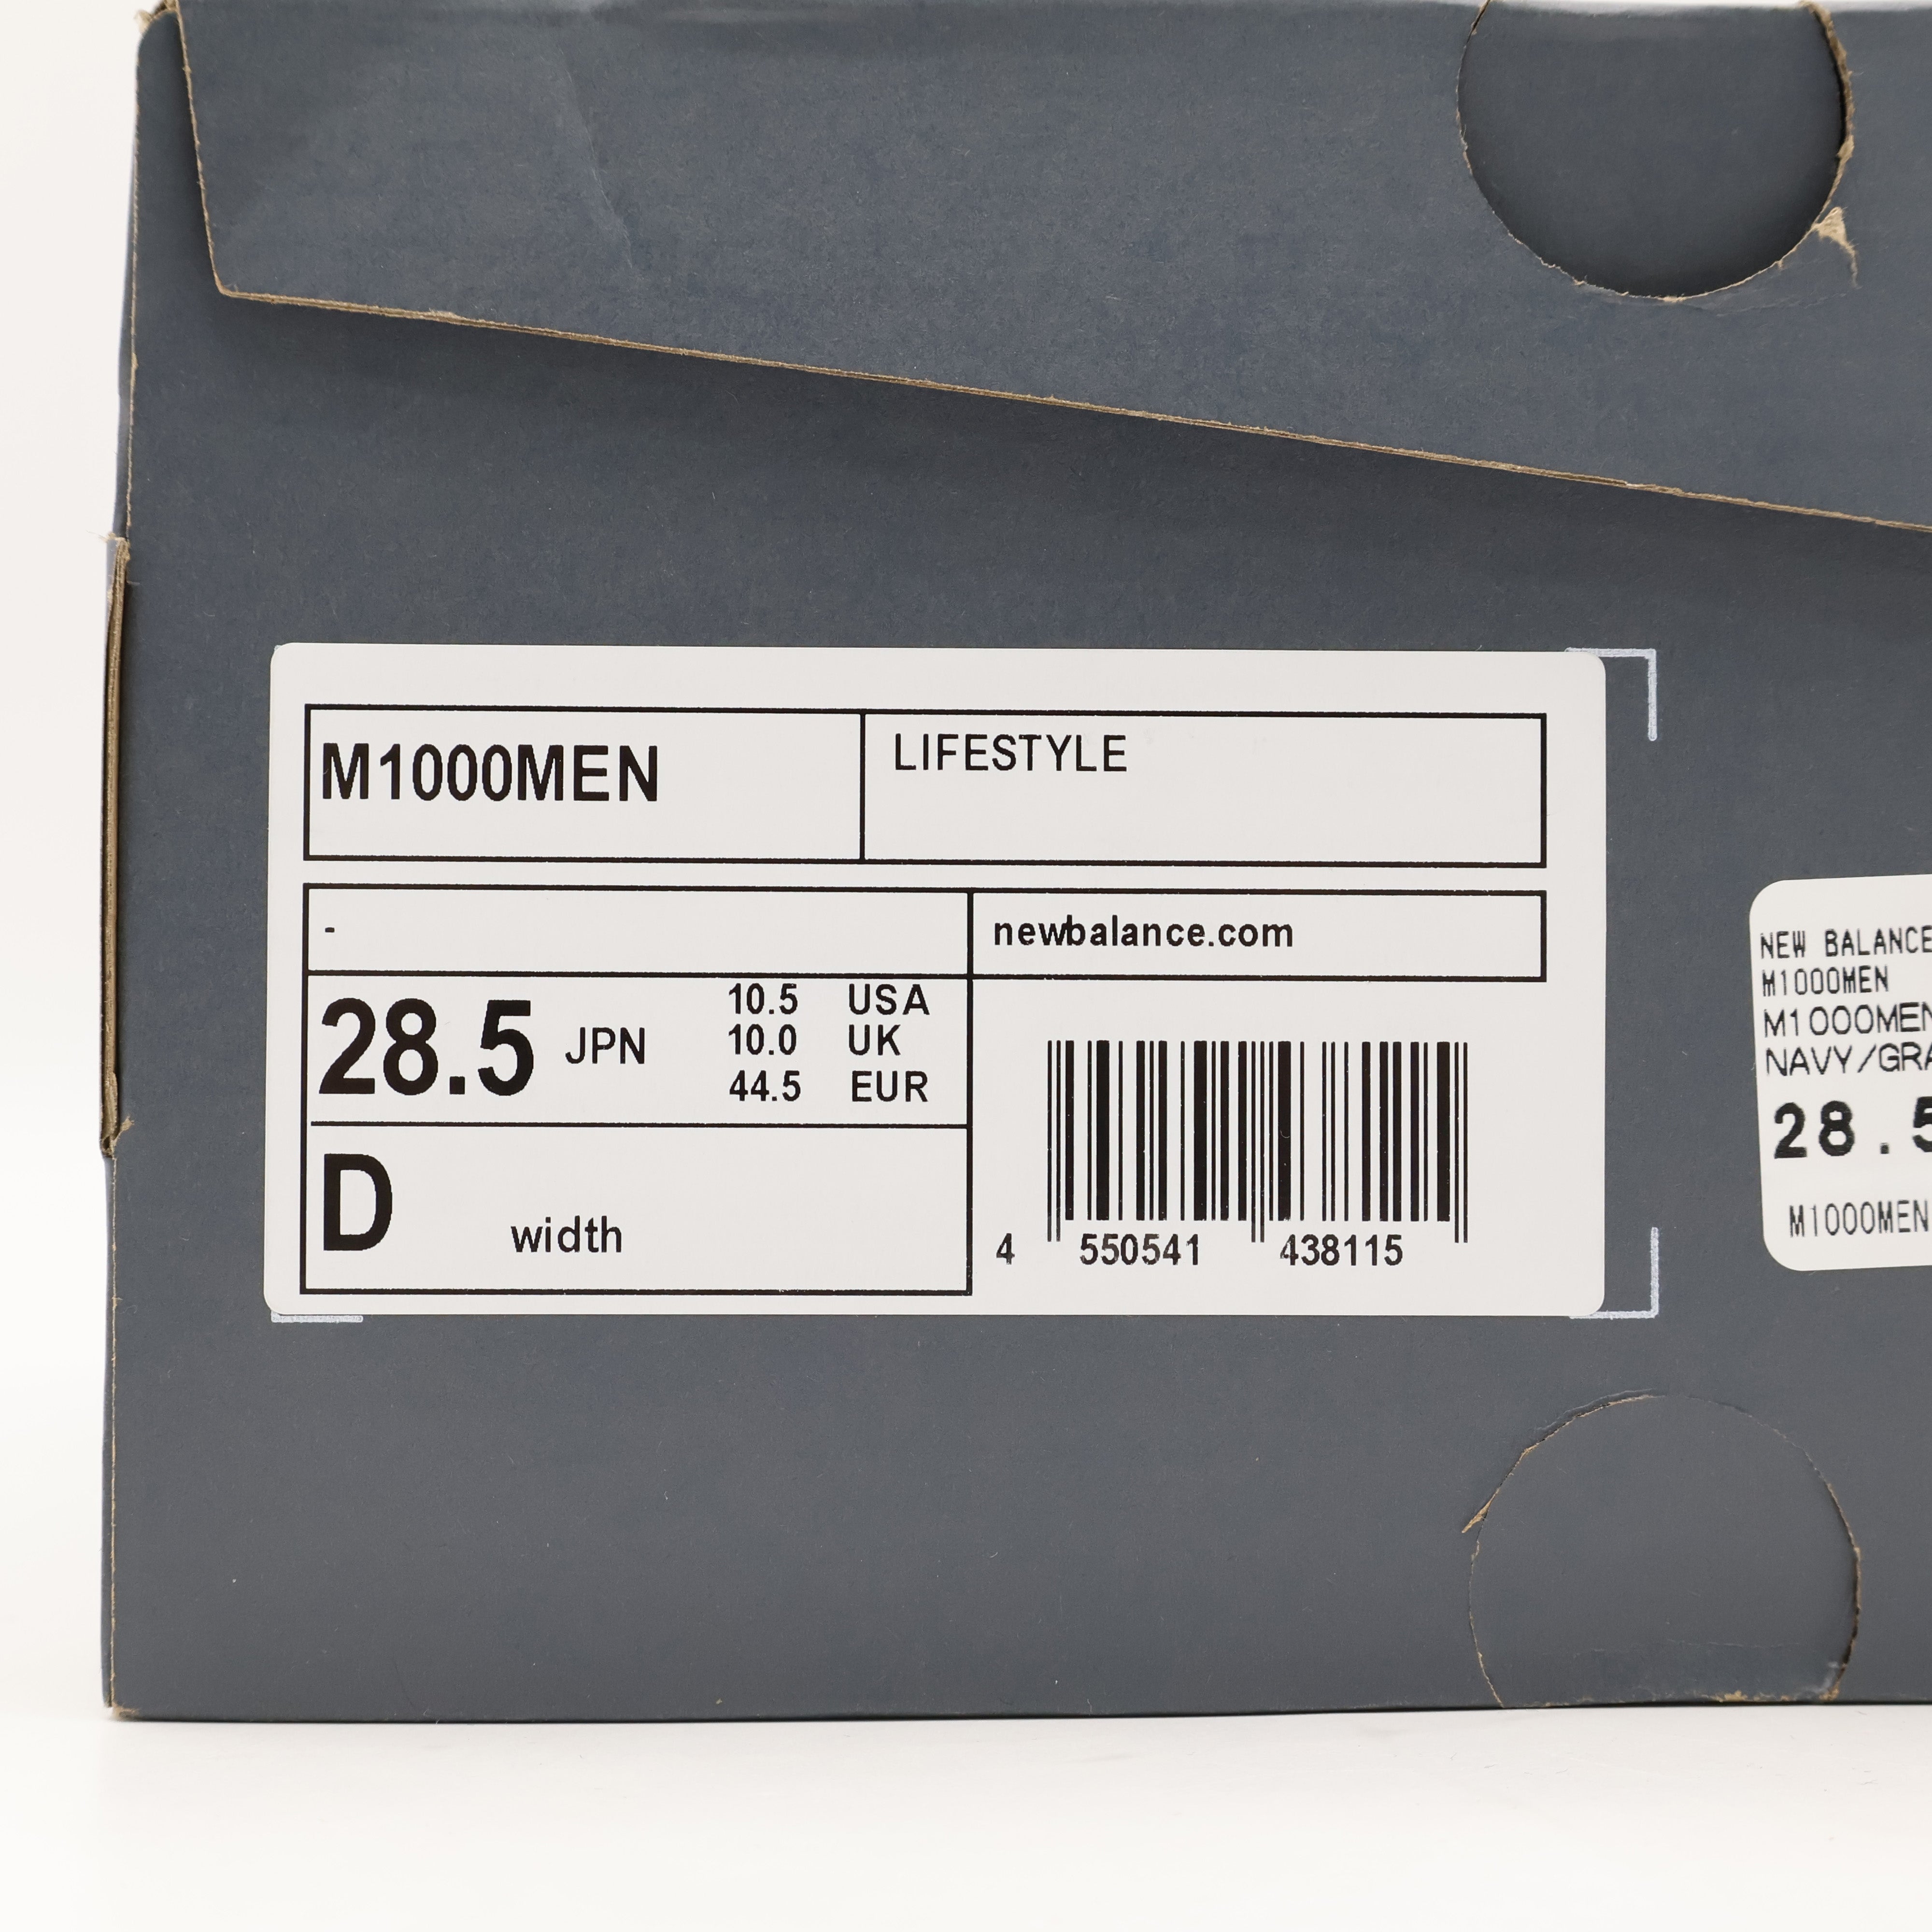 M1000MEN
LIFESTYLE
-
newbalance.com
28.5 JPN
10.5 USA
10.0 UK
44.5 EUR
D width
4 550541 438115
NEW BALANCE
M1000MEN
M1000MEN
NAVY/GRA
28.5
M1000MEN